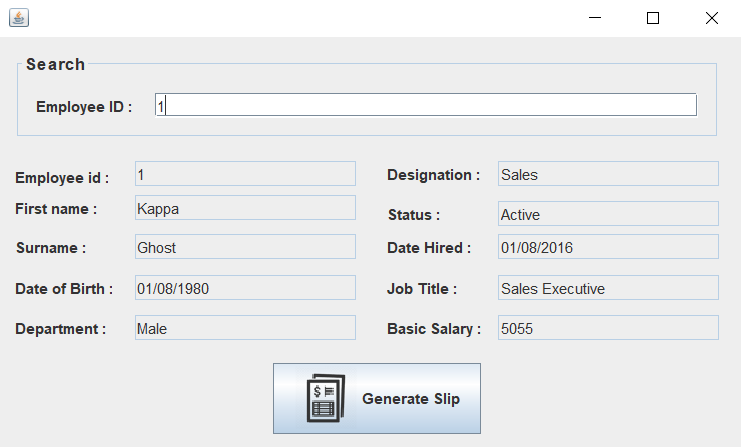 Search
Employee ID : 1
Employee id : 1
Designation : Sales
First name : Kappa
Status : Active
Surname : Ghost
Date Hired : 01/08/2016
Date of Birth : 01/08/1980
Job Title : Sales Executive
Department : Male
Basic Salary : 5055
Generate Slip